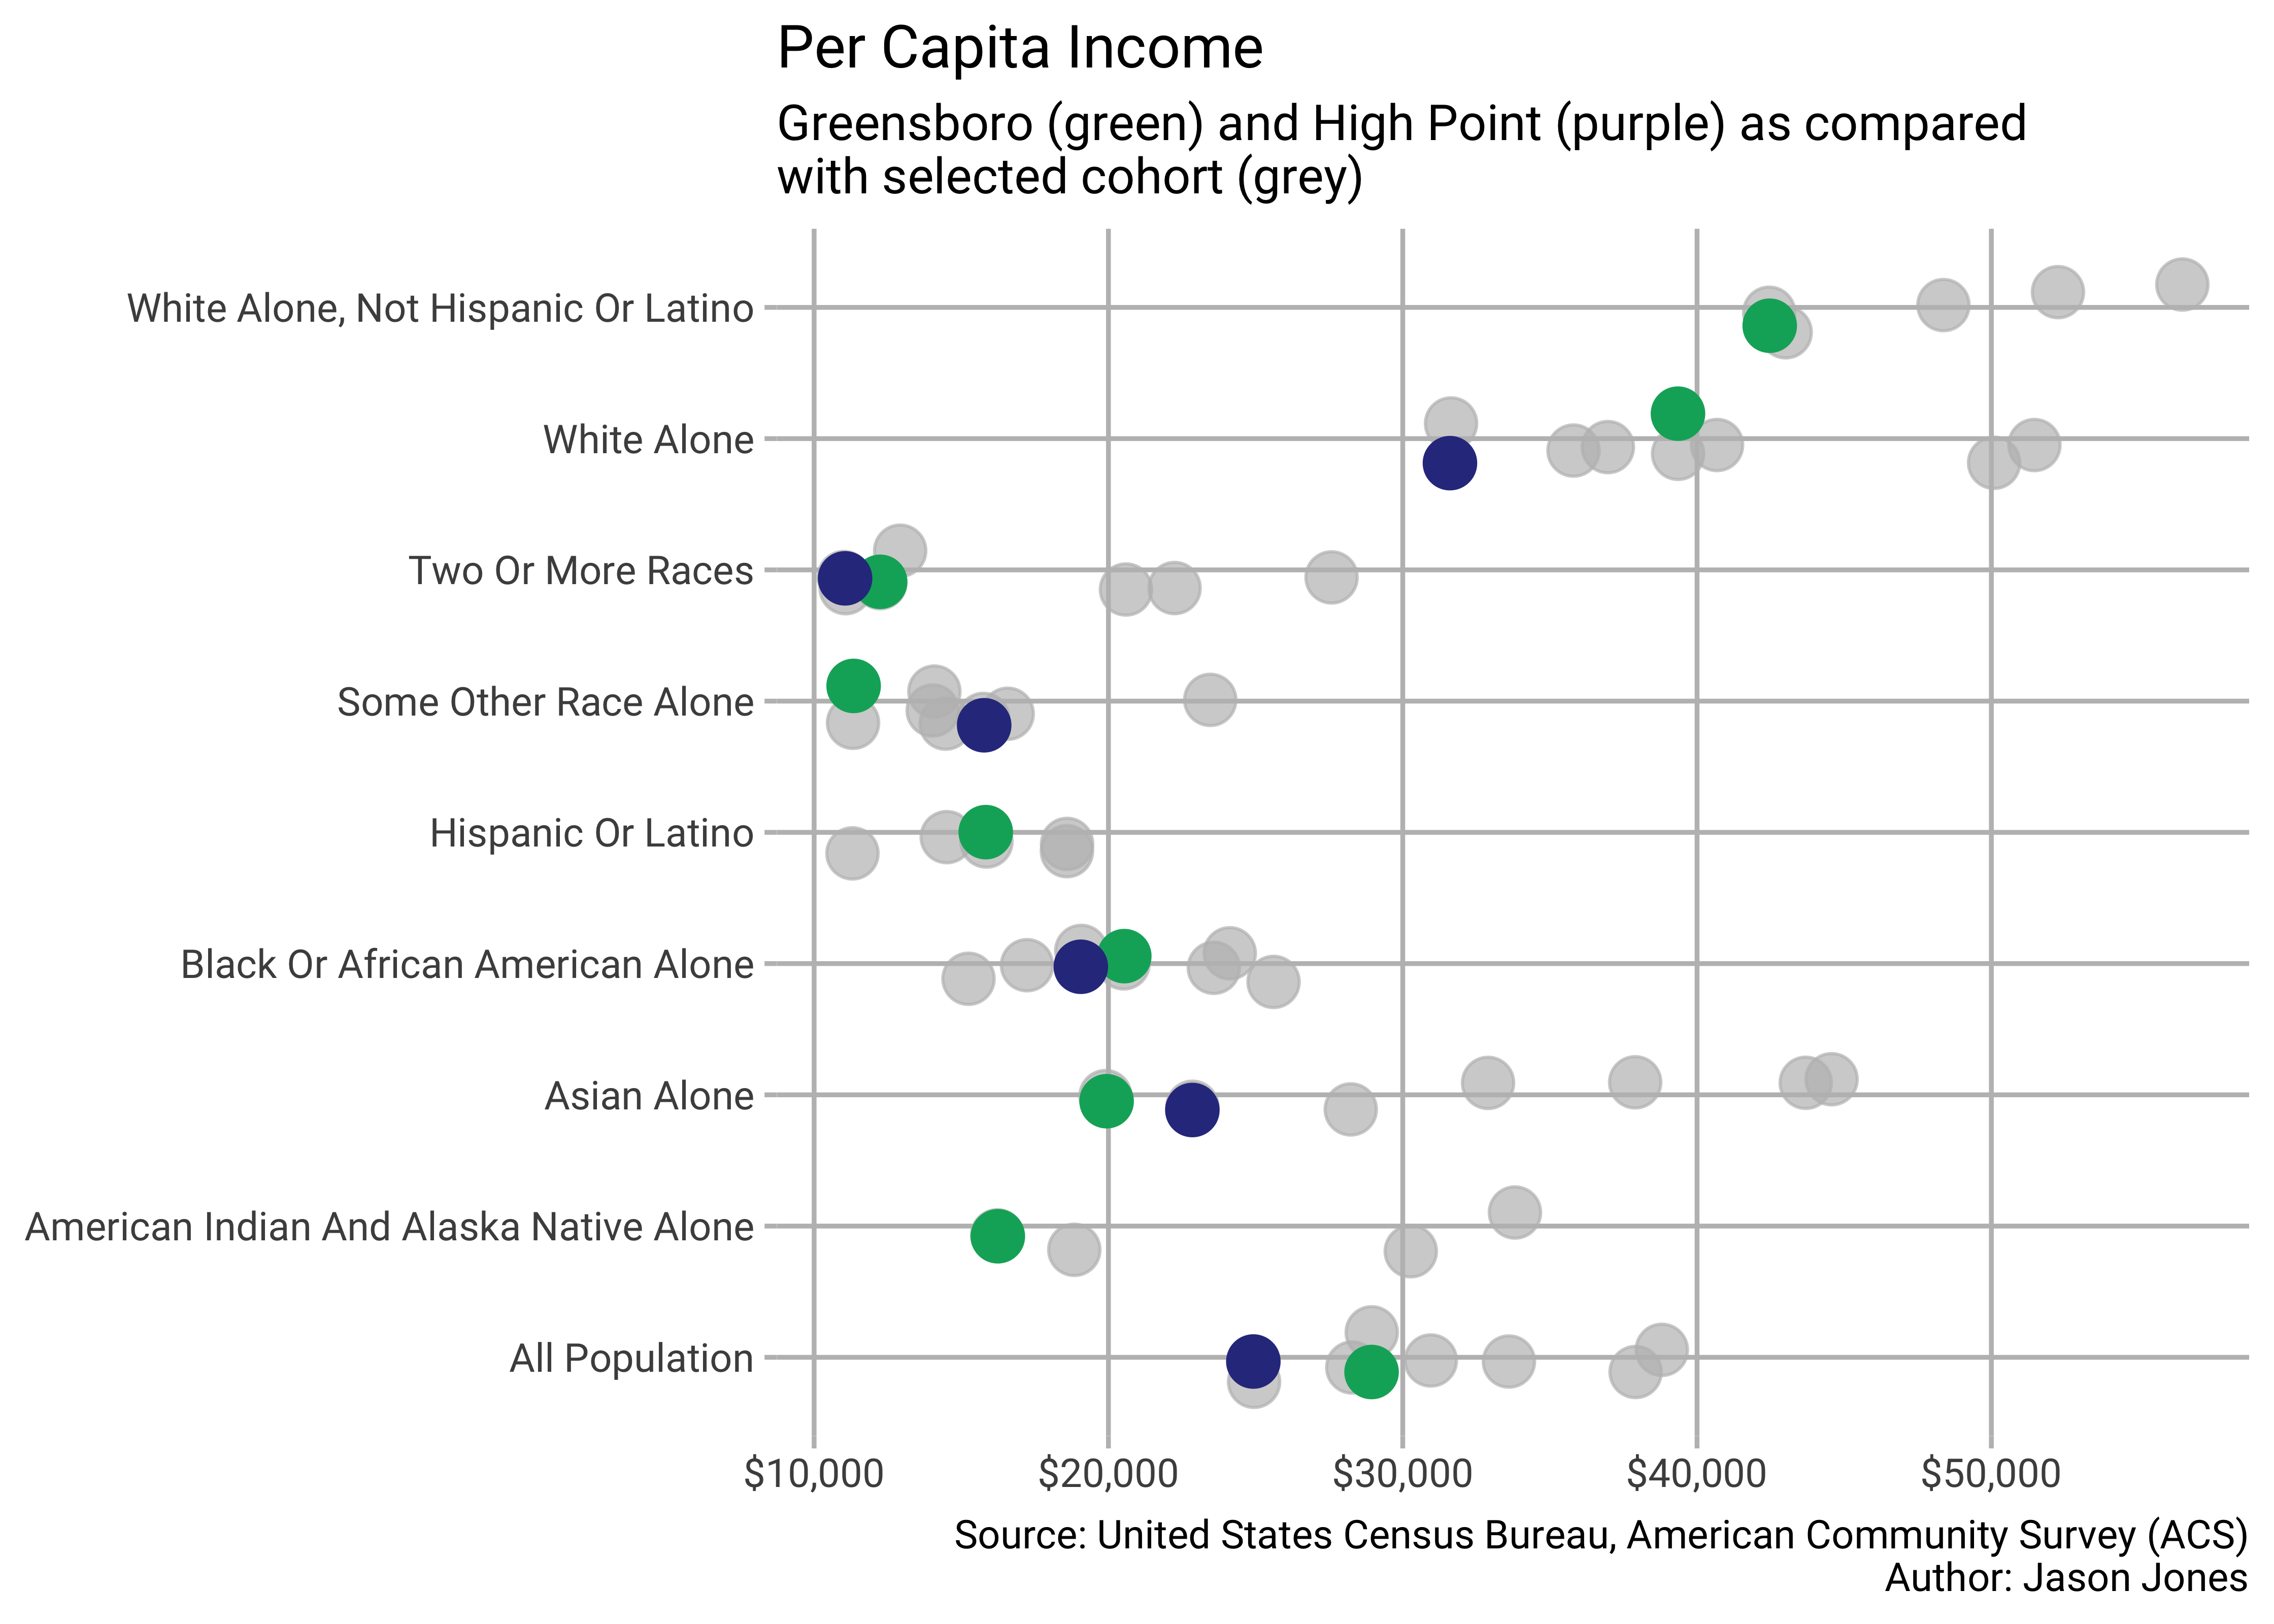 Per Capita Income
Greensboro (green) and High Point (purple) as compared
with selected cohort (grey)
White Alone, Not Hispanic Or Latino
White Alone
Two Or More Races
Some Other Race Alone
Hispanic Or Latino
Black Or African American Alone
Asian Alone
American Indian And Alaska Native Alone
All Population
$10,000 $20,000 $30,000 $40,000 $50,000
Source: United States Census Bureau, American Community Survey (ACS)
Author: Jason Jones